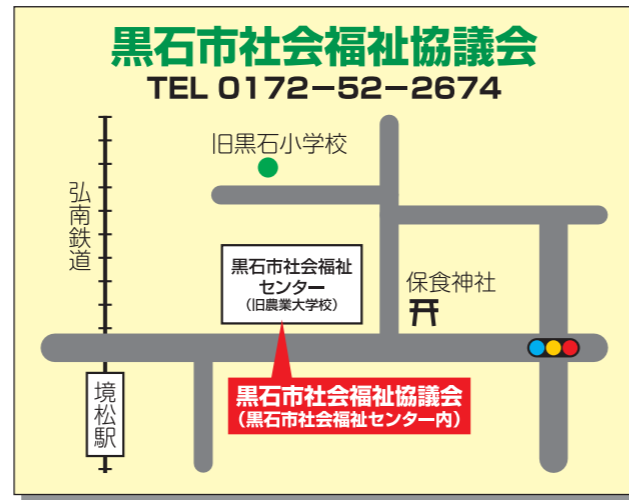 黒石市社会福祉協議会
TEL 0172−52−2674
旧黒石小学校
弘南鉄道
黒石市社会福祉
センター
（旧農業大学校）
保食神社
境松駅
黒石市社会福祉協議会
（黒石市社会福祉センター内）